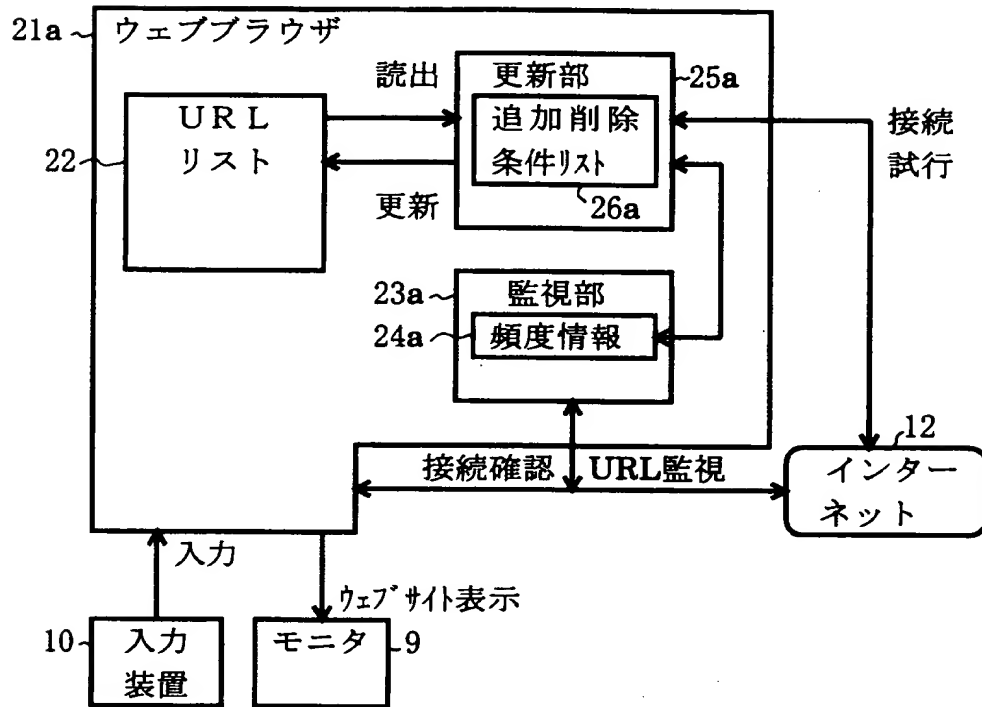 21a
ウェブブラウザ
読出
更新部
25a
URL
リスト
22
追加削除
条件リスト
26a
接続
試行
更新
23a
監視部
24a
頻度情報
接続確認
URL監視
12
インター
ネット
入力
ウェブサイト表示
10
入力
装置
モニタ
9